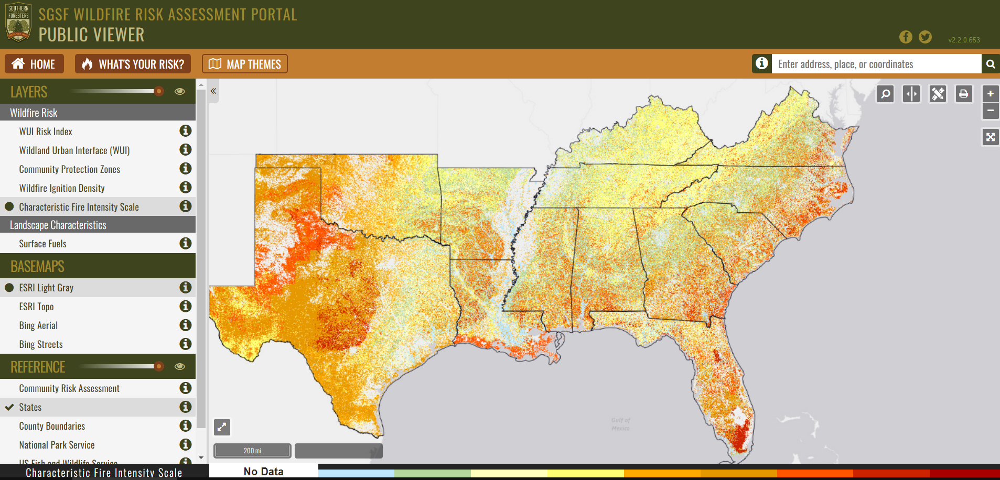 SOUTHERN
FORESTERS
SGSF WILDFIRE RISK ASSESSMENT PORTAL
PUBLIC VIEWER
v2.2.0.653
HOME
WHAT'S YOUR RISK?
MAP THEMES
Enter address, place, or coordinates
LAYERS
Wildfire Risk
WUI Risk Index
Wildland Urban Interface (WUI)
Community Protection Zones
Wildfire Ignition Density
Characteristic Fire Intensity Scale
Landscape Characteristics
Surface Fuels
BASEMAPS
ESRI Light Gray
ESRI Topo
Bing Aerial
Bing Streets
REFERENCE
Community Risk Assessment
States
County Boundaries
National Park Service
US Fish and Wildlife Service
Gulf of
Mexico
200 mi
Characteristic Fire Intensity Scale
No Data